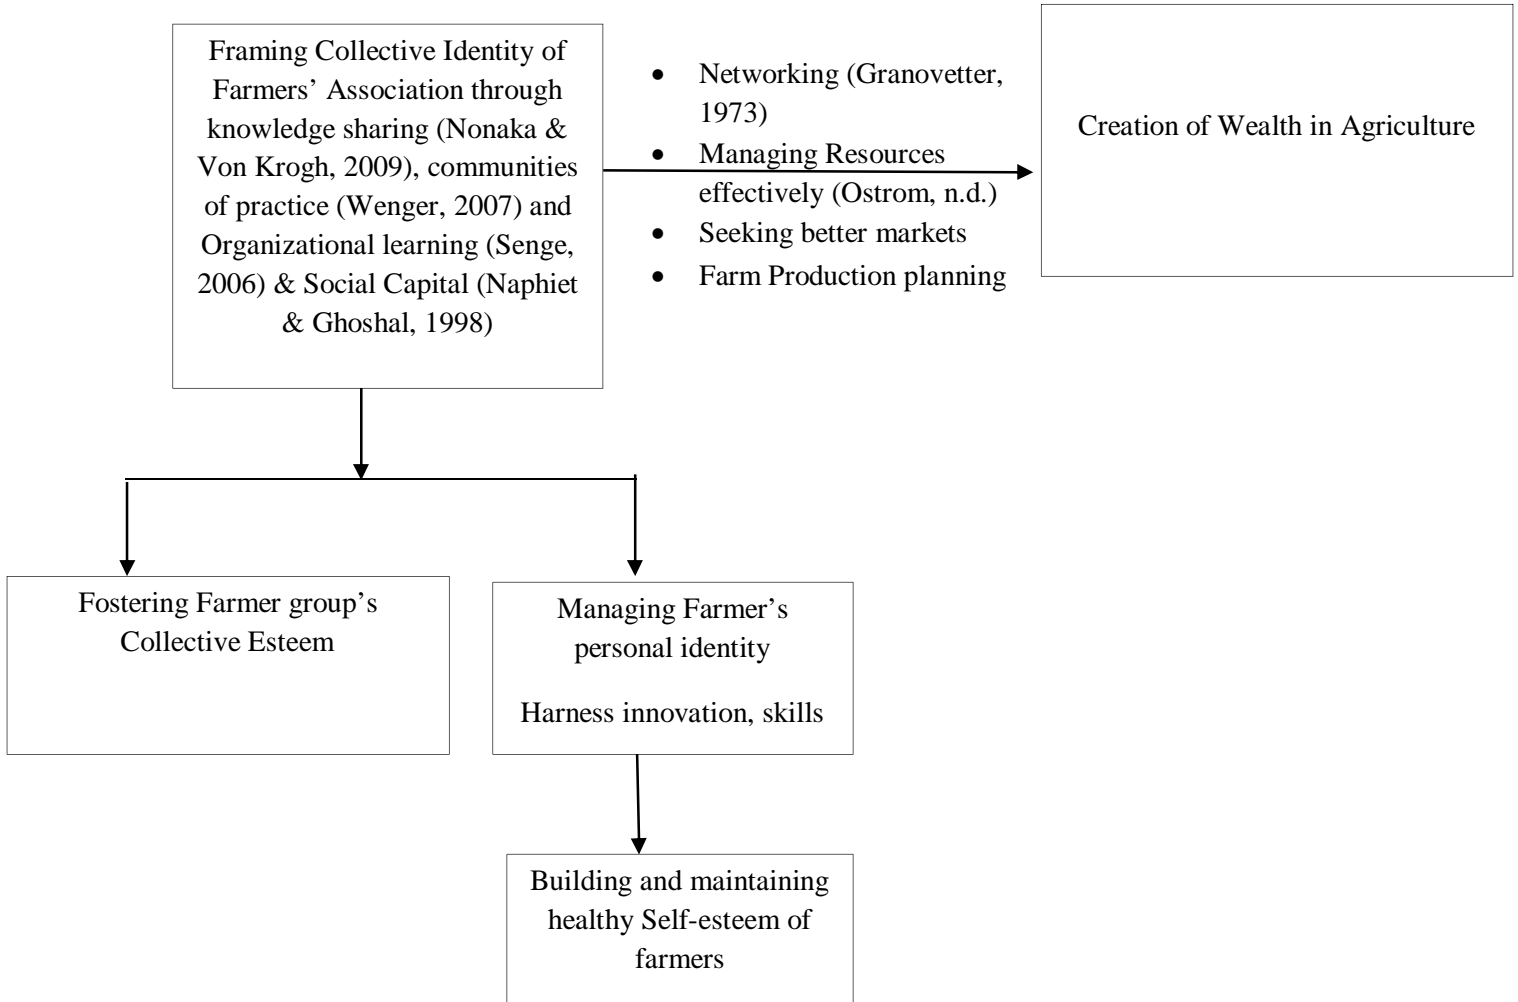 Framing Collective Identity of
Farmers’ Association through
knowledge sharing (Nonaka &
Von Krogh, 2009), communities
of practice (Wenger, 2007) and
Organizational learning (Senge,
2006) & Social Capital (Naphiet
& Ghoshal, 1998)
• Networking (Granovetter,
1973)
• Managing Resources
effectively (Ostrom, n.d.)
• Seeking better markets
• Farm Production planning
Creation of Wealth in Agriculture
Fostering Farmer group’s
Collective Esteem
Managing Farmer’s
personal identity
Harness innovation, skills
Building and maintaining
healthy Self-esteem of
farmers